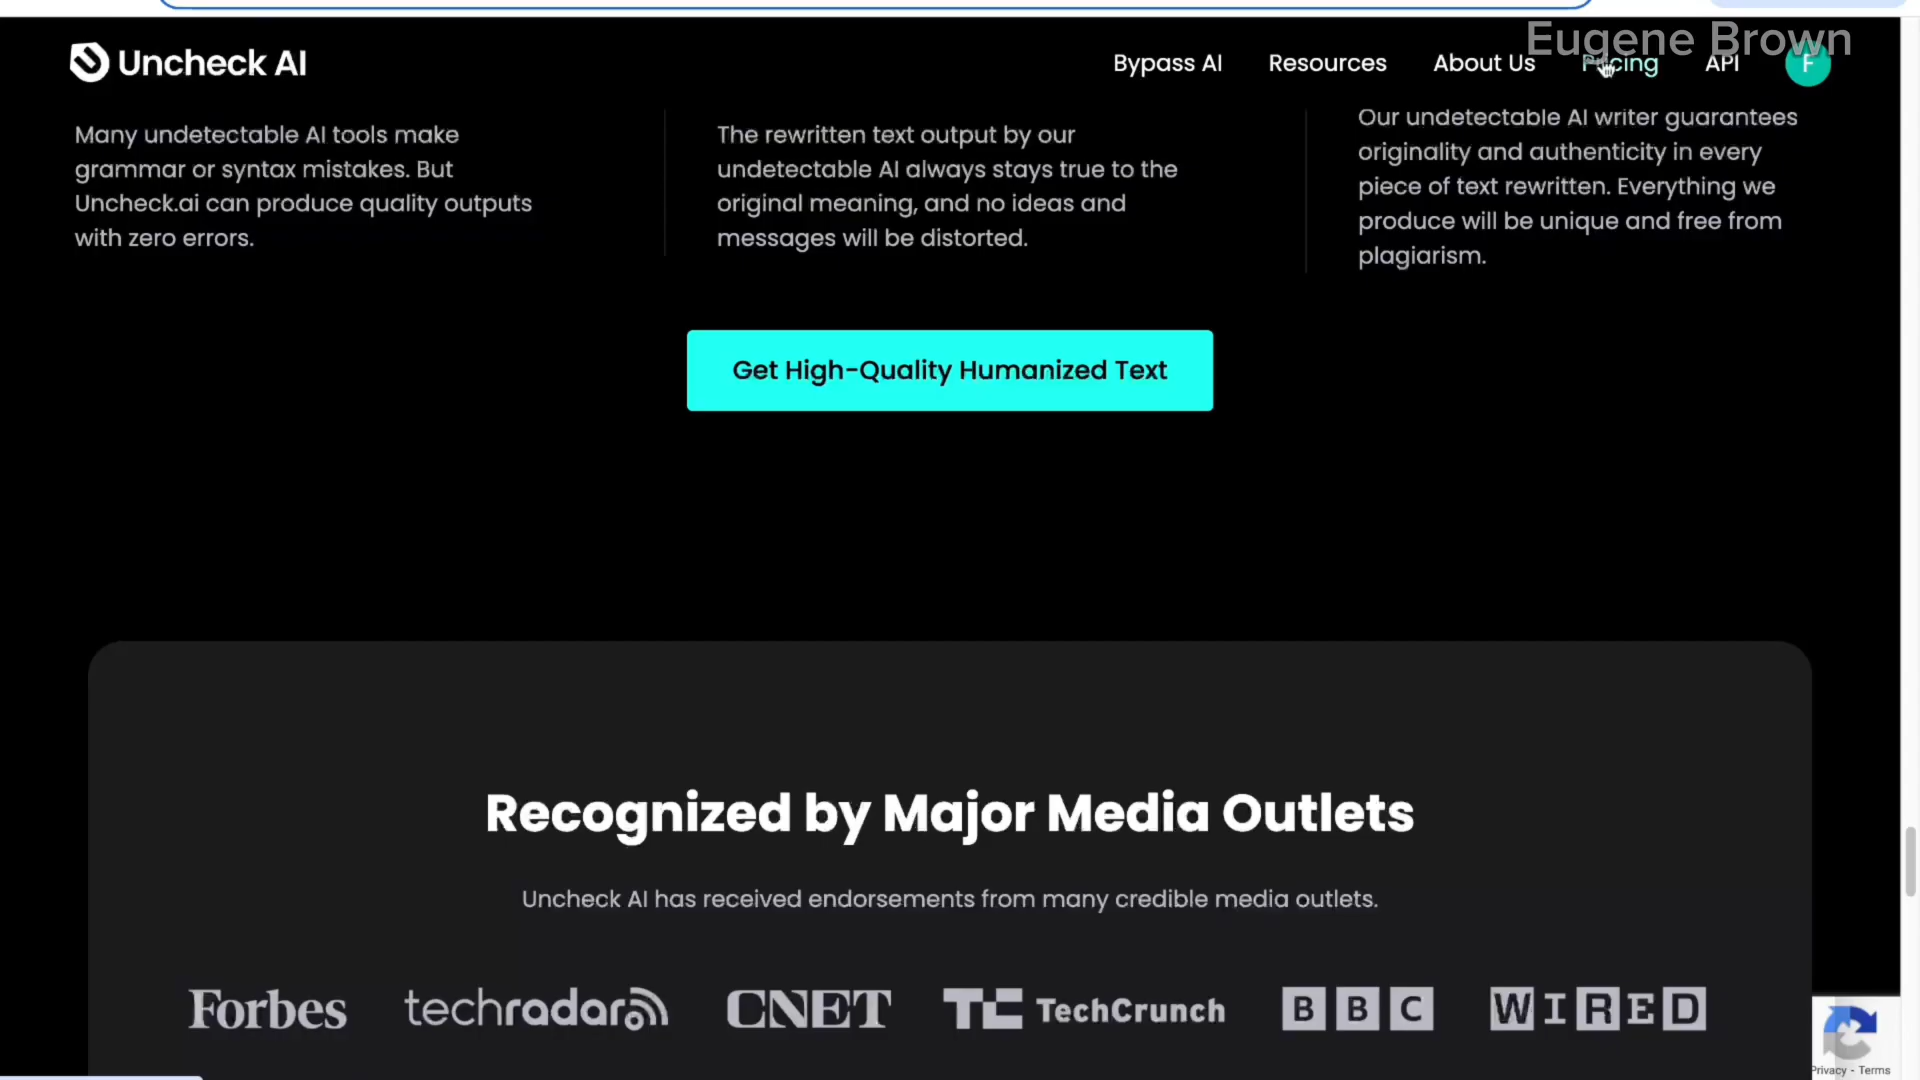 Eugene Brown
Uncheck AI
Bypass AI
Resources
About Us
Pricing
API
F
Many undetectable AI tools make
grammar or syntax mistakes. But
Uncheck.ai can produce quality outputs
with zero errors.
The rewritten text output by our
undetectable AI always stays true to the
original meaning, and no ideas and
messages will be distorted.
Our undetectable AI writer guarantees
originality and authenticity in every
piece of text rewritten. Everything we
produce will be unique and free from
plagiarism.
Get High-Quality Humanized Text
Recognized by Major Media Outlets
Uncheck AI has received endorsements from many credible media outlets.
Forbes
techradar
CNET
TC TechCrunch
BBC
WIRED
Privacy - Terms